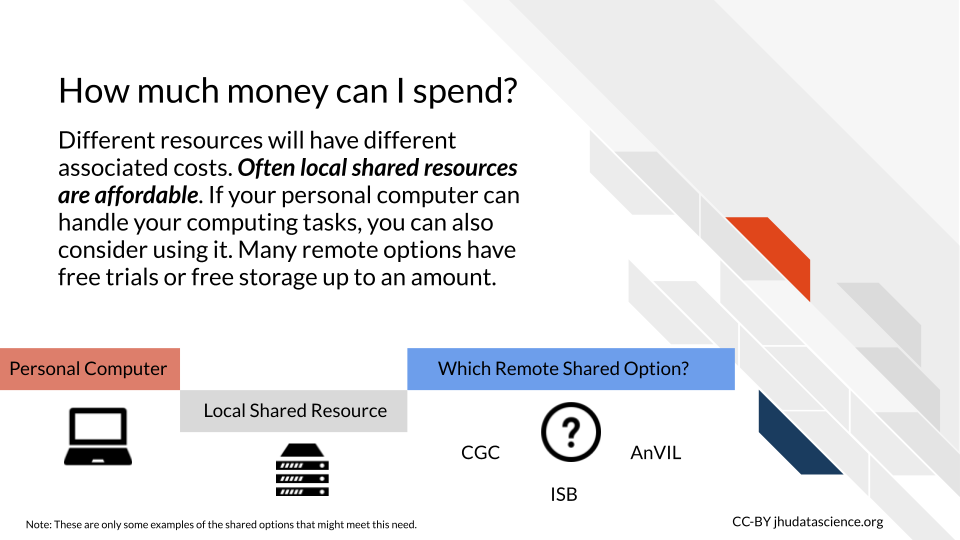 How much money can I spend?
Different resources will have different
associated costs. Often local shared resources
are affordable. If your personal computer can
handle your computing tasks, you can also
consider using it. Many remote options have
free trials or free storage up to an amount.
Personal Computer
Which Remote Shared Option?
Local Shared Resource
?
CGC
AnVIL
ISB
Note: These are only some examples of the shared options that might meet this need.
CC-BY jhudatascience.org